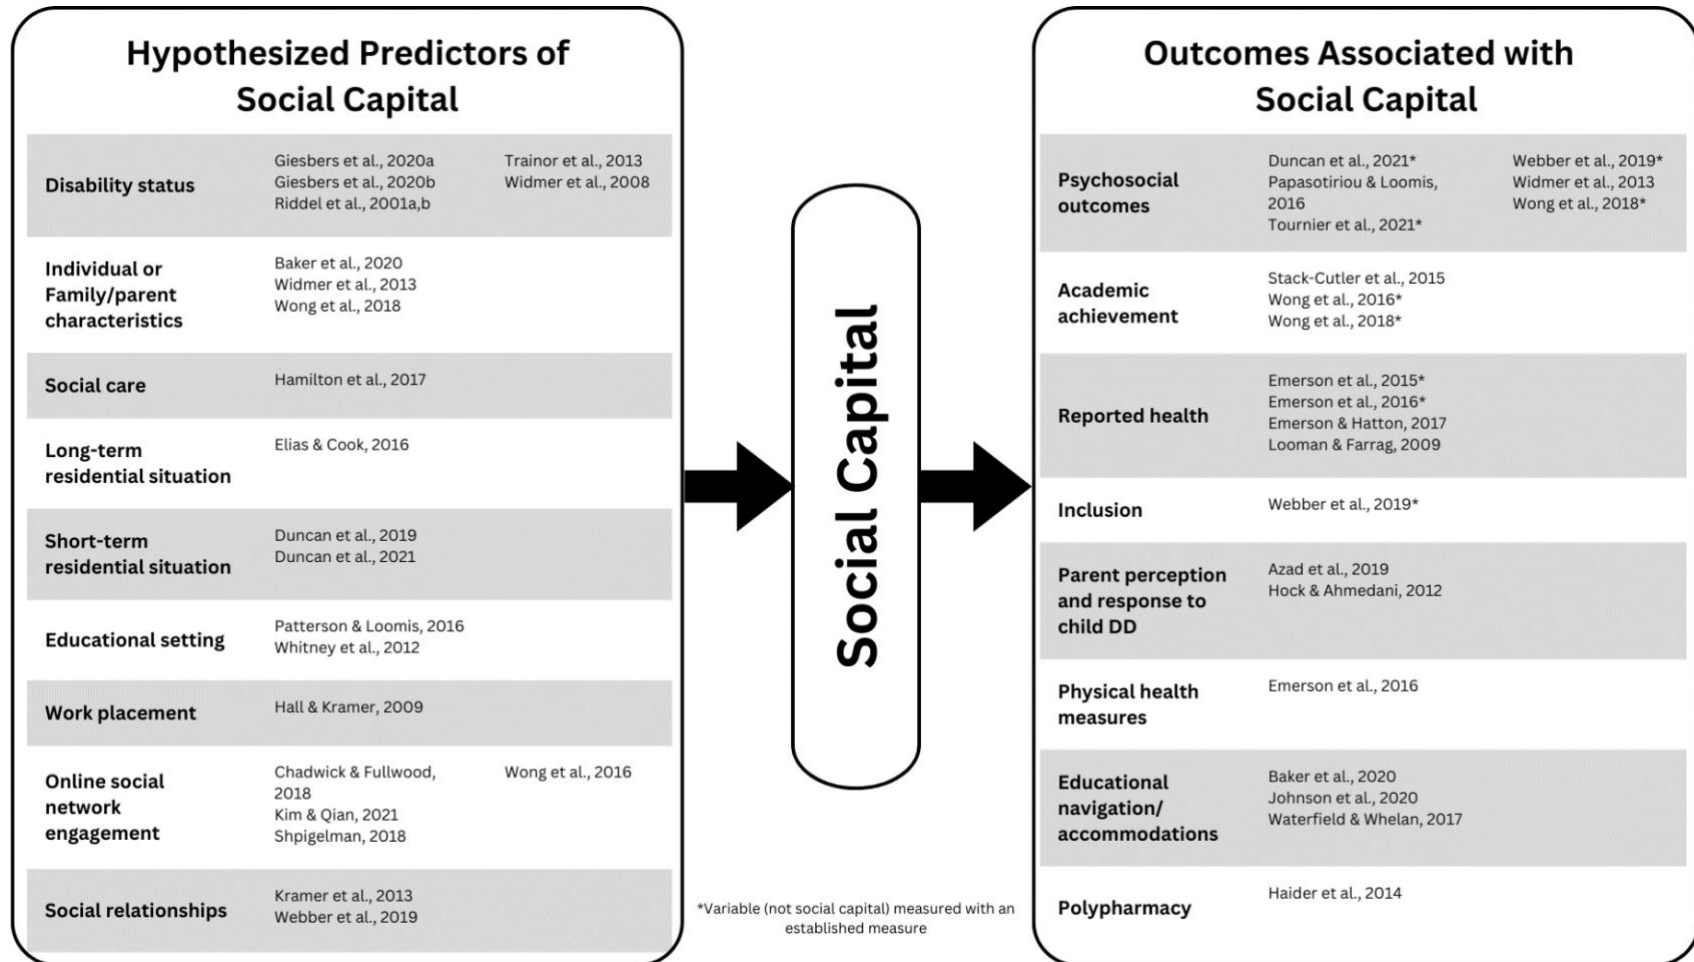 Hypothesized Predictors of
Social Capital
Disability status
Giesbers et al., 2020a
Giesbers et al., 2020b
Riddel et al., 2001a,b
Trainor et al., 2013
Widmer et al., 2008
Individual or
Family/parent
characteristics
Baker et al., 2020
Widmer et al., 2013
Wong et al., 2018
Social care
Hamilton et al., 2017
Long-term
residential situation
Elias & Cook, 2016
Short-term
residential situation
Duncan et al., 2019
Duncan et al., 2021
Educational setting
Patterson & Loomis, 2016
Whitney et al., 2012
Work placement
Hall & Kramer, 2009
Online social
network
engagement
Chadwick & Fullwood,
2018
Kim & Qian, 2021
Shpigelman, 2018
Wong et al., 2016
Social relationships
Kramer et al., 2013
Webber et al., 2019
Social Capital
*Variable (not social capital) measured with an
established measure
Outcomes Associated with
Social Capital
Psychosocial
outcomes
Duncan et al., 2021*
Papasotiriou & Loomis,
2016
Tournier et al., 2021*
Webber et al., 2019*
Widmer et al., 2013
Wong et al., 2018*
Academic
achievement
Stack-Cutler et al., 2015
Wong et al., 2016*
Wong et al., 2018*
Reported health
Emerson et al., 2015*
Emerson et al., 2016*
Emerson & Hatton, 2017
Looman & Farrag, 2009
Inclusion
Webber et al., 2019*
Parent perception
and response to
child DD
Azad et al., 2019
Hock & Ahmedani, 2012
Physical health
measures
Emerson et al., 2016
Educational
navigation/
accommodations
Baker et al., 2020
Johnson et al., 2020
Waterfield & Whelan, 2017
Polypharmacy
Haider et al., 2014